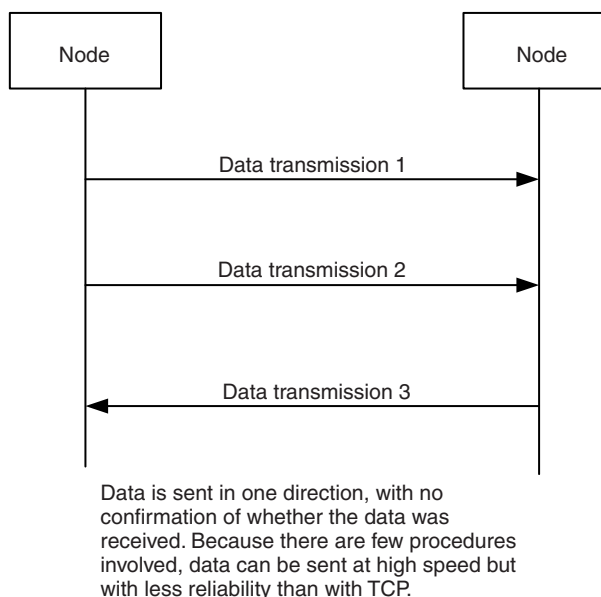 Node
Node
Data transmission 1
Data transmission 2
Data transmission 3
Data is sent in one direction, with no
confirmation of whether the data was
received. Because there are few procedures
involved, data can be sent at high speed but
with less reliability than with TCP.